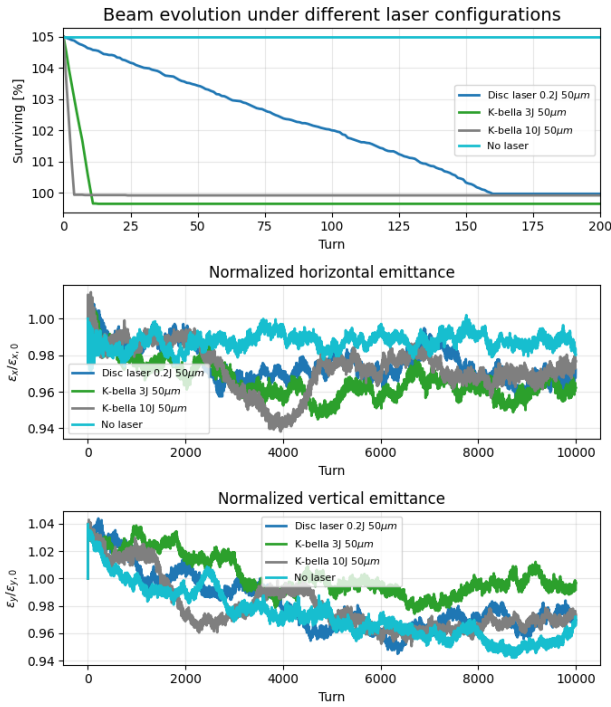 Beam evolution under different laser configurations
Surviving [%]
105
104
103
102
101
100
Disc laser 0.2J 50μm
K-bella 3J 50μm
K-bella 10J 50μm
No laser
0 25 50 75 100 125 150 175 200
Turn
Normalized horizontal emittance
εx/εx,0
1.00
0.98
0.96
0.94
Disc laser 0.2J 50μm
K-bella 3J 50μm
K-bella 10J 50μm
No laser
0 2000 4000 6000 8000 10000
Turn
Normalized vertical emittance
εy/εy,0
1.04
1.02
1.00
0.98
0.96
0.94
Disc laser 0.2J 50μm
K-bella 3J 50μm
K-bella 10J 50μm
No laser
0 2000 4000 6000 8000 10000
Turn